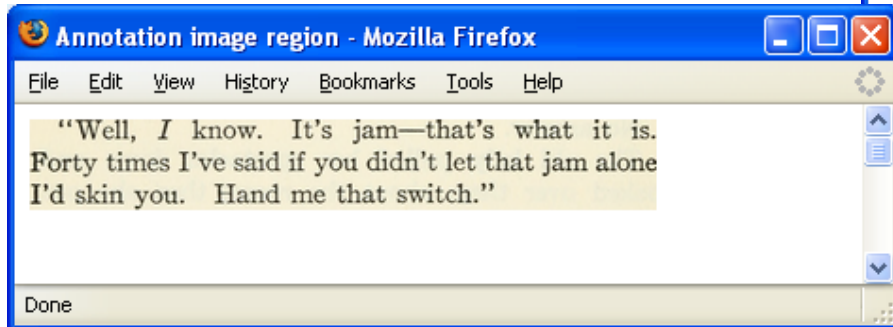 Annotation image region - Mozilla Firefox
File Edit View History Bookmarks Tools Help
“Well, I know. It's jam—that's what it is.
Forty times I've said if you didn't let that jam alone
I'd skin you. Hand me that switch.”
Done